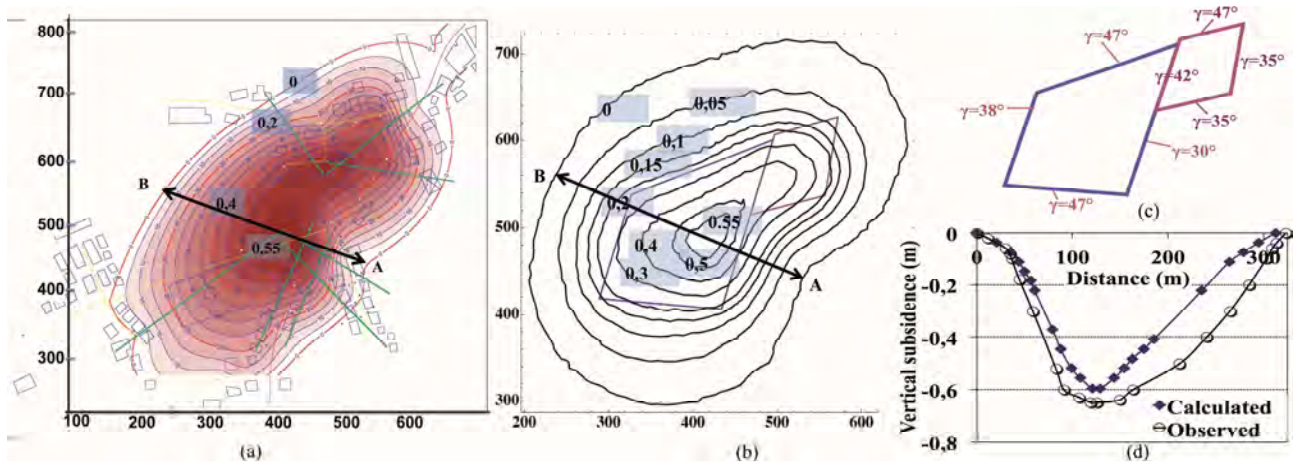 800
700
600
500
400
300
100 200 300 400 500 600
0
0,2
0,4
0,55
B
A
(a)
700
600
500
400
300
200 300 400 500 600
0
0,05
0,1
0,15
0,2
0.55
0,4
0,5
0,3
B
A
(b)
γ=47°
γ=47°
γ=42°
γ=35°
γ=38°
γ=35°
γ=30°
γ=47°
(c)
0
-0,2
-0,4
-0,6
-0,8
0 100 200 300
Distance (m)
Vertical subsidence (m)
Calculated
Observed
(d)